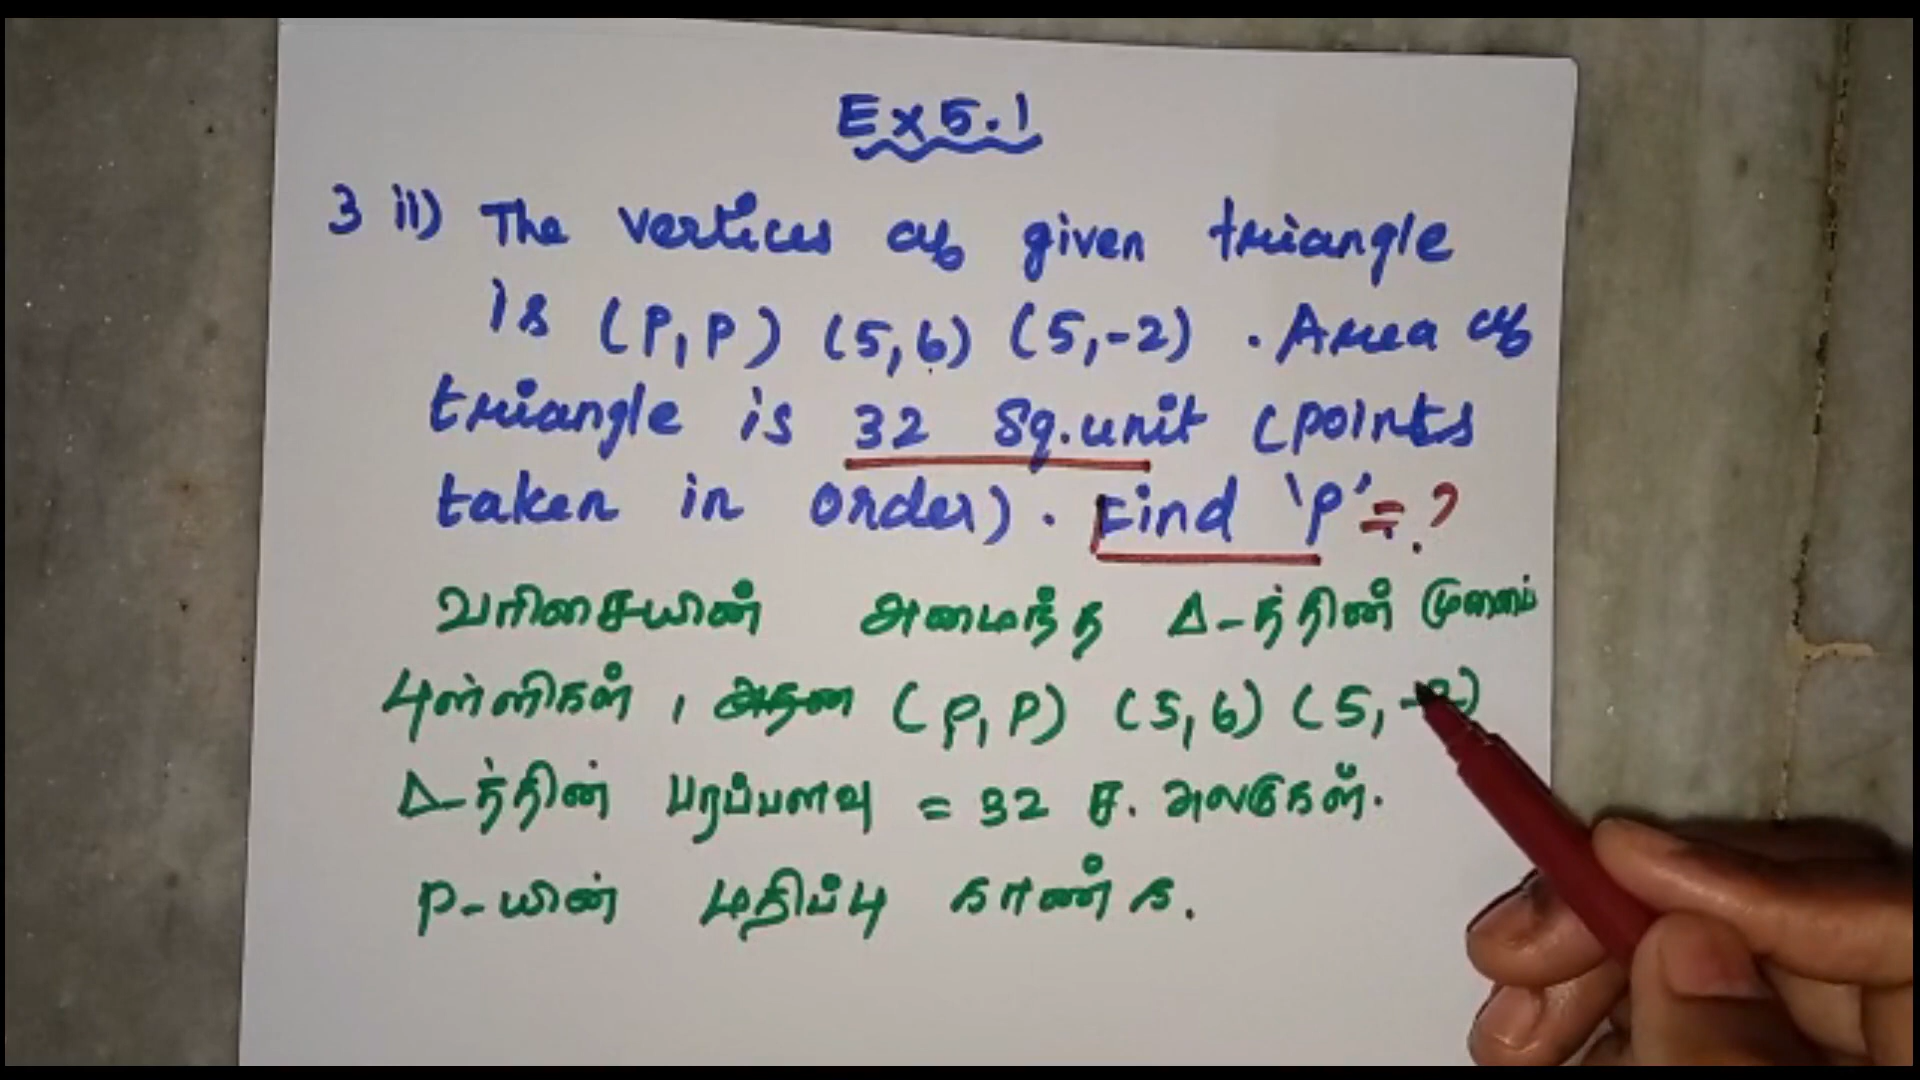 Ex 5.1
3 ii) The vertices of given triangle
is (P,P) (5,6) (5,-2). Area of
triangle is 32 Sq.unit (points
taken in order). Find 'P' = ?
வரிசையின் அமைந்த Δ-த்தின் முனைப்
புள்ளிகள், (P,P) (5,6) (5,-2)
Δ-த்தின் பரப்பளவு = 32 ச. அலகுகள்.
P-யின் மதிப்பு காண்க.